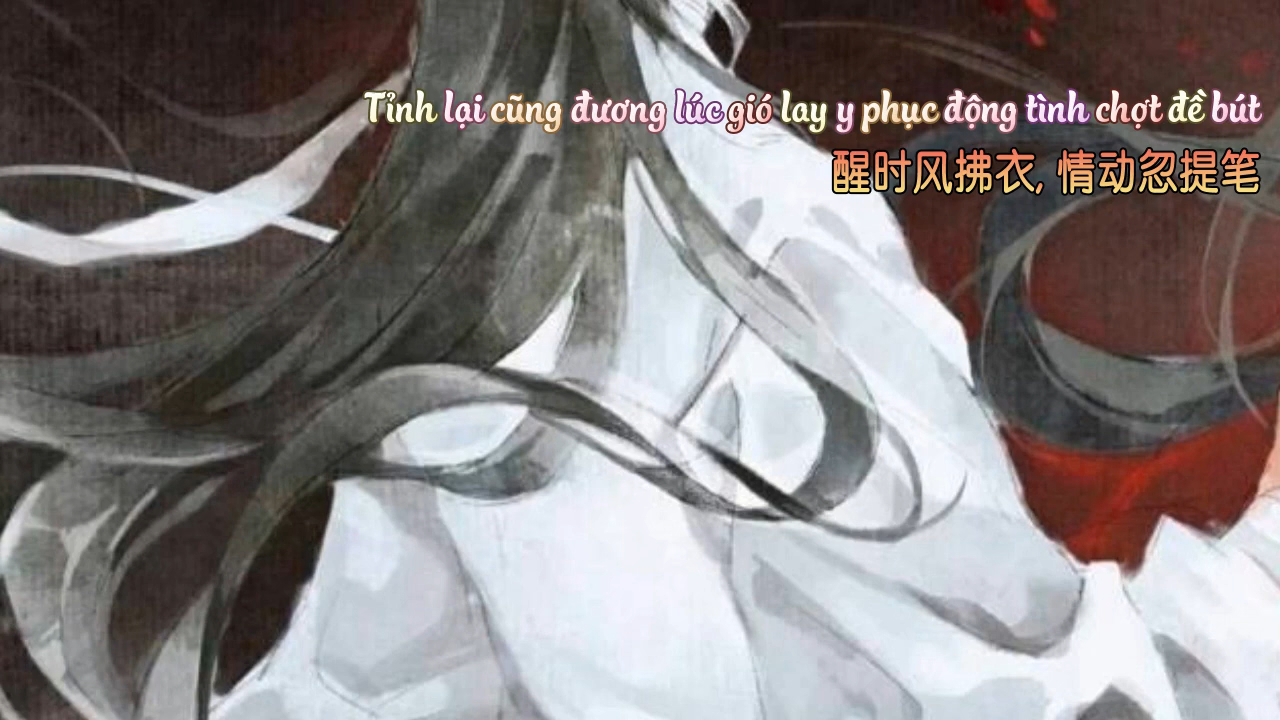 Tỉnh lại cũng đương lúc gió lay y phục động tình chợt đề bút
醒时风拂衣, 情动忽提笔